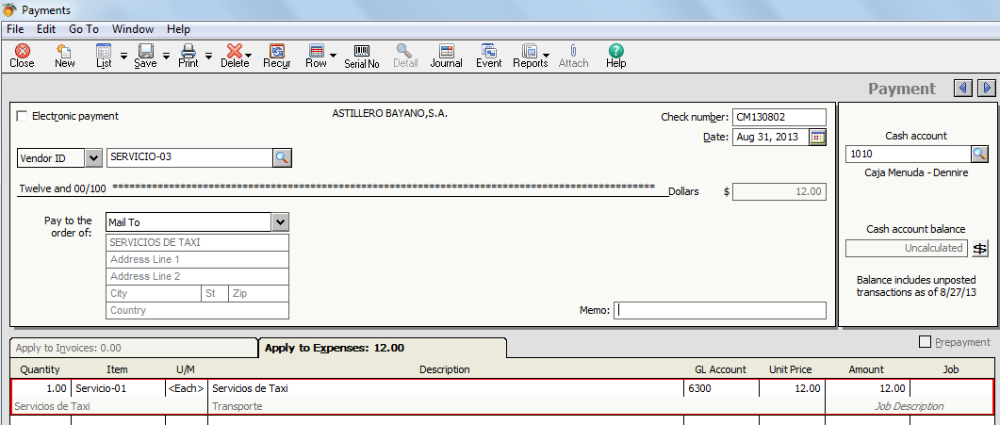 Payments
File Edit Go To Window Help
Close New List Save Print Delete Recur Row Serial No Detail Journal Event Reports Attach Help
Payment
Electronic payment
ASTILLERO BAYANO,S.A.
Check number: CM130802
Date: Aug 31, 2013
Vendor ID SERVICIO-03
Twelve and 00/100 ************************************************************************************************ Dollars $ 12.00
Pay to the order of:
Mail To
SERVICIOS DE TAXI
Address Line 1
Address Line 2
City St Zip
Country
Memo:
Cash account
1010
Caja Menuda - Dennire
Cash account balance
Uncalculated
Balance includes unposted
transactions as of 8/27/13
Apply to Invoices: 0.00
Apply to Expenses: 12.00
Prepayment
Quantity Item U/M Description GL Account Unit Price Amount Job
1.00 Servicio-01 <Each> Servicios de Taxi 6300 12.00 12.00
Servicios de Taxi Transporte Job Description